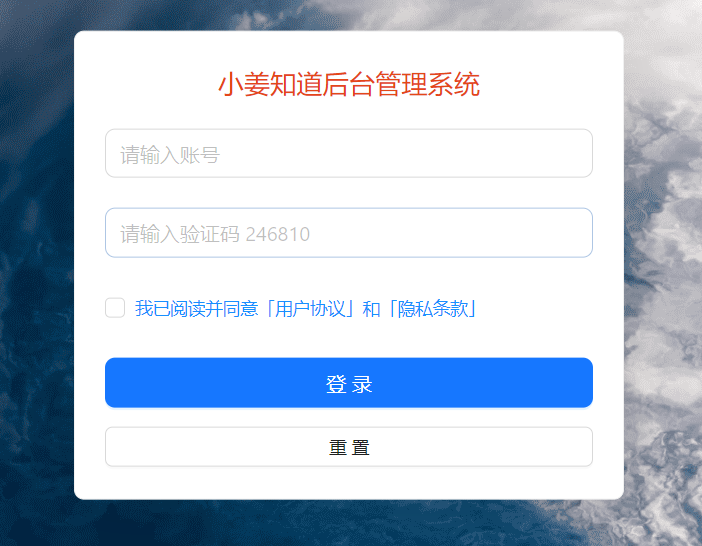 小姜知道后台管理系统
请输入账号
请输入验证码 246810
我已阅读并同意「用户协议」和「隐私条款」
登 录
重 置